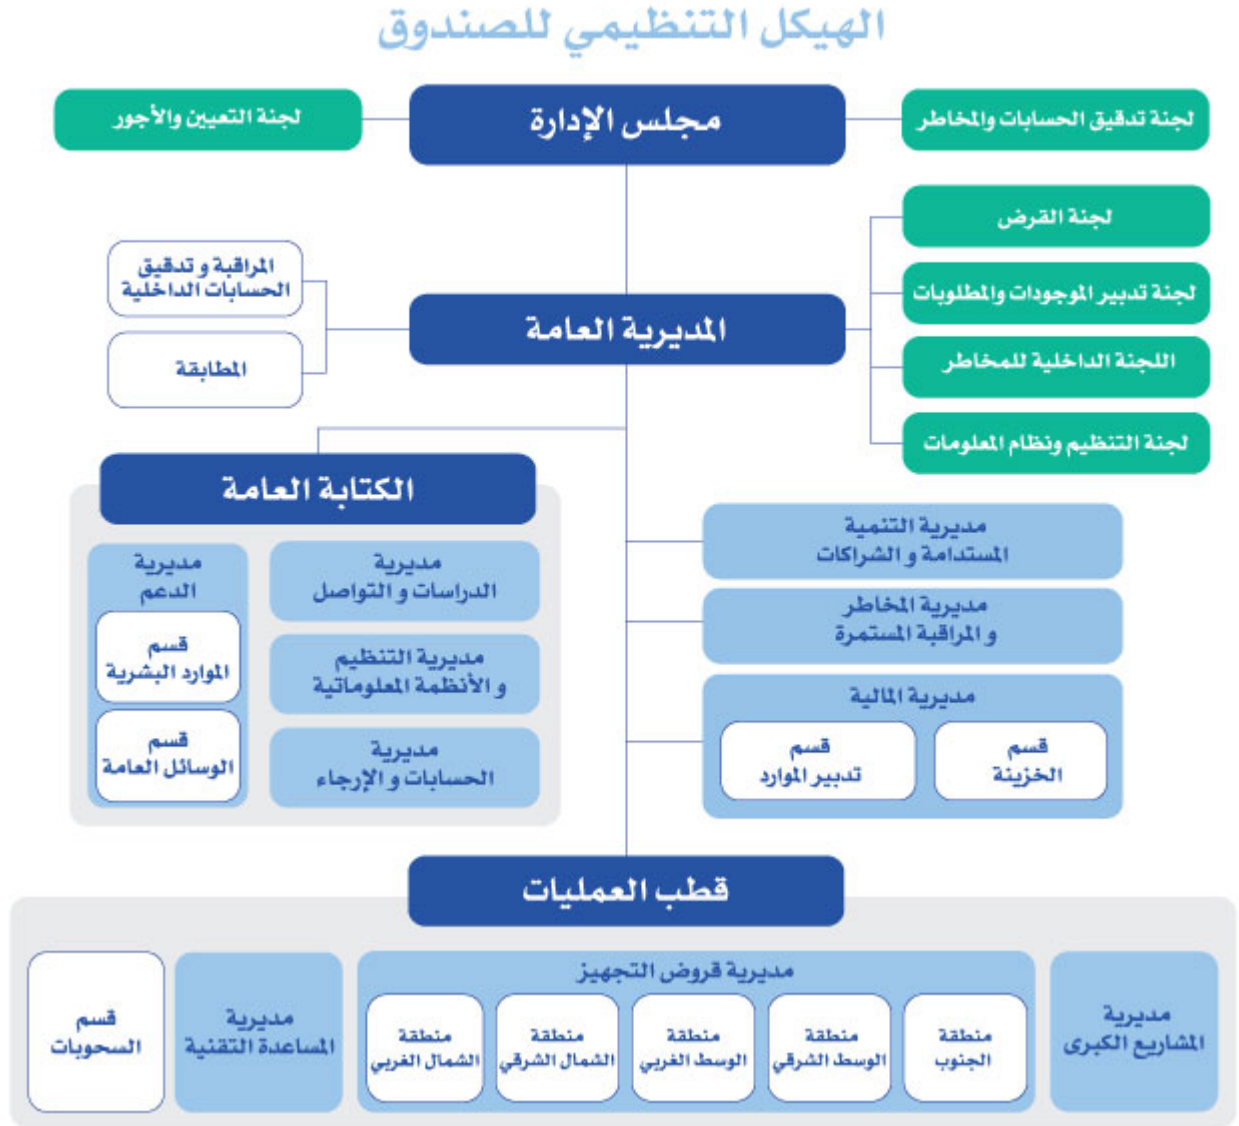 الهيكل التنظيمي للصندوق
لجنة تدقيق الحسابات والمخاطر
مجلس الإدارة
لجنة التعيين والأجور
لجنة القرض
لجنة تدبير الموجودات والمطلوبات
اللجنة الداخلية للمخاطر
لجنة التنظيم ونظام المعلومات
المديرية العامة
المراقبة و تدقيق
الحسابات الداخلية
المطابقة
الكتابة العامة
مديرية
الدراسات و التواصل
مديرية التنظيم
و الأنظمة المعلوماتية
مديرية
الحسابات و الإرجاء
مديرية
الدعم
قسم
الموارد البشرية
قسم
الوسائل العامة
مديرية التنمية
المستدامة و الشراكات
مديرية المخاطر
و المراقبة المستمرة
مديرية المالية
قسم
الخزينة
قسم
تدبير الموارد
قطب العمليات
مديرية
المشاريع الكبرى
مديرية قروض التجهيز
منطقة
الجنوب
منطقة
الوسط الشرقي
منطقة
الوسط الغربي
منطقة
الشمال الشرقي
منطقة
الشمال الغربي
مديرية
المساعدة التقنية
قسم
السحوبات